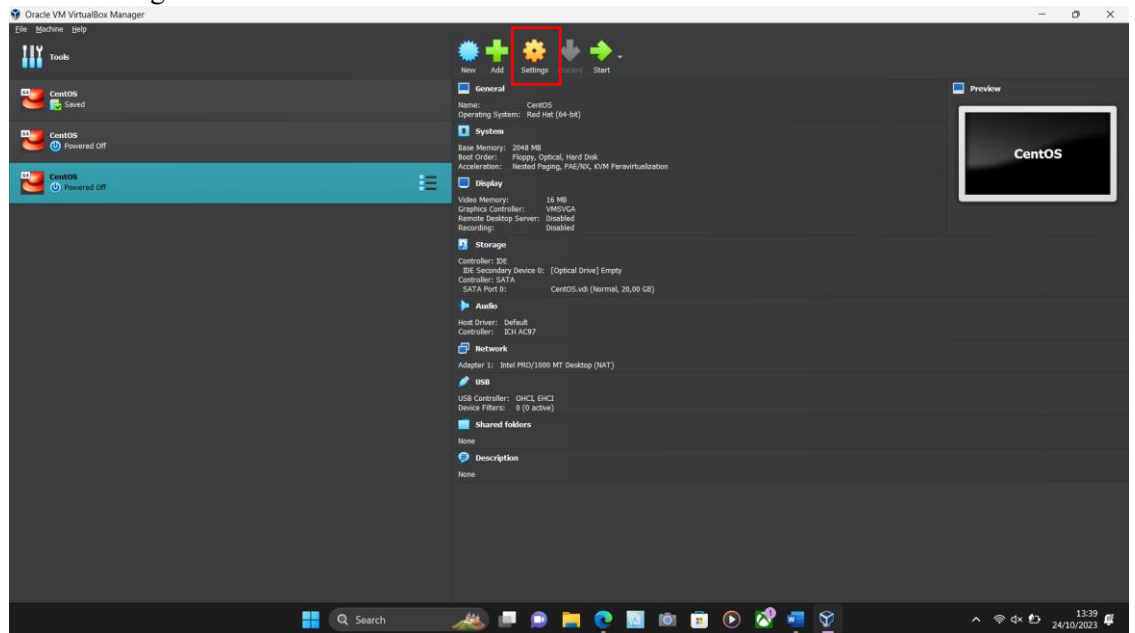 Oracle VM VirtualBox Manager
File Machine Help
Tools
New Add Settings Discard Start
64 CentOS
Saved
64 CentOS
Powered Off
64 CentOS
Powered Off
General
Name: CentOS
Operating System: Red Hat (64-bit)
System
Base Memory: 2048 MB
Boot Order: Floppy, Optical, Hard Disk
Acceleration: Nested Paging, PAE/NX, KVM Paravirtualization
Display
Video Memory: 16 MB
Graphics Controller: VMSVGA
Remote Desktop Server: Disabled
Recording: Disabled
Storage
Controller: IDE
IDE Secondary Device 0: [Optical Drive] Empty
Controller: SATA
SATA Port 0: CentOS.vdi (Normal, 20,00 GB)
Audio
Host Driver: Default
Controller: ICH AC97
Network
Adapter 1: Intel PRO/1000 MT Desktop (NAT)
USB
USB Controller: OHCI, EHCI
Device Filters: 0 (0 active)
Shared folders
None
Description
None
Preview
CentOS
Search
13:39
24/10/2023